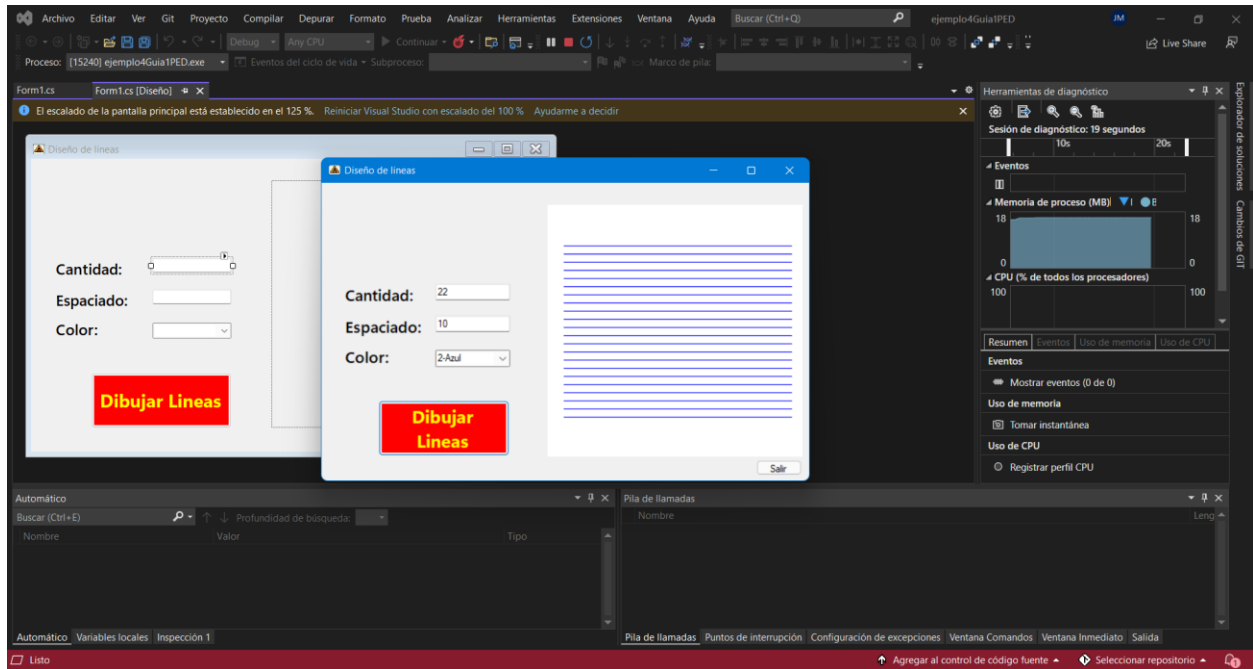 Archivo Editar Ver Git Proyecto Compilar Depurar Formato Prueba Analizar Herramientas Extensiones Ventana Ayuda Buscar (Ctrl+Q) ejemplo4Guia1PED JM
Debug Any CPU Continuar Live Share
Proceso: [15240] ejemplo4Guia1PED.exe Eventos del ciclo de vida Subproceso: Marco de pila:
Form1.cs Form1.cs [Diseño]
El escalado de la pantalla principal está establecido en el 125 %. Reiniciar Visual Studio con escalado del 100 % Ayudarme a decidir
Diseño de lineas
Cantidad:
Espaciado:
Color:
Dibujar Lineas
Diseño de lineas
Cantidad: 22
Espaciado: 10
Color: 2-Azul
Dibujar
Lineas
Salir
Herramientas de diagnóstico
Sesión de diagnóstico: 19 segundos
10s 20s
Eventos
Memoria de proceso (MB)
18 18
0 0
CPU (% de todos los procesadores)
100 100
Resumen Eventos Uso de memoria Uso de CPU
Eventos
Mostrar eventos (0 de 0)
Uso de memoria
Tomar instantánea
Uso de CPU
Registrar perfil CPU
Explorador de soluciones
Cambios de GIT
Automático
Buscar (Ctrl+E) Profundidad de búsqueda:
Nombre Valor Tipo
Automático Variables locales Inspección 1
Pila de llamadas
Nombre Leng
Pila de llamadas Puntos de interrupción Configuración de excepciones Ventana Comandos Ventana Inmediato Salida
Listo Agregar al control de código fuente Seleccionar repositorio